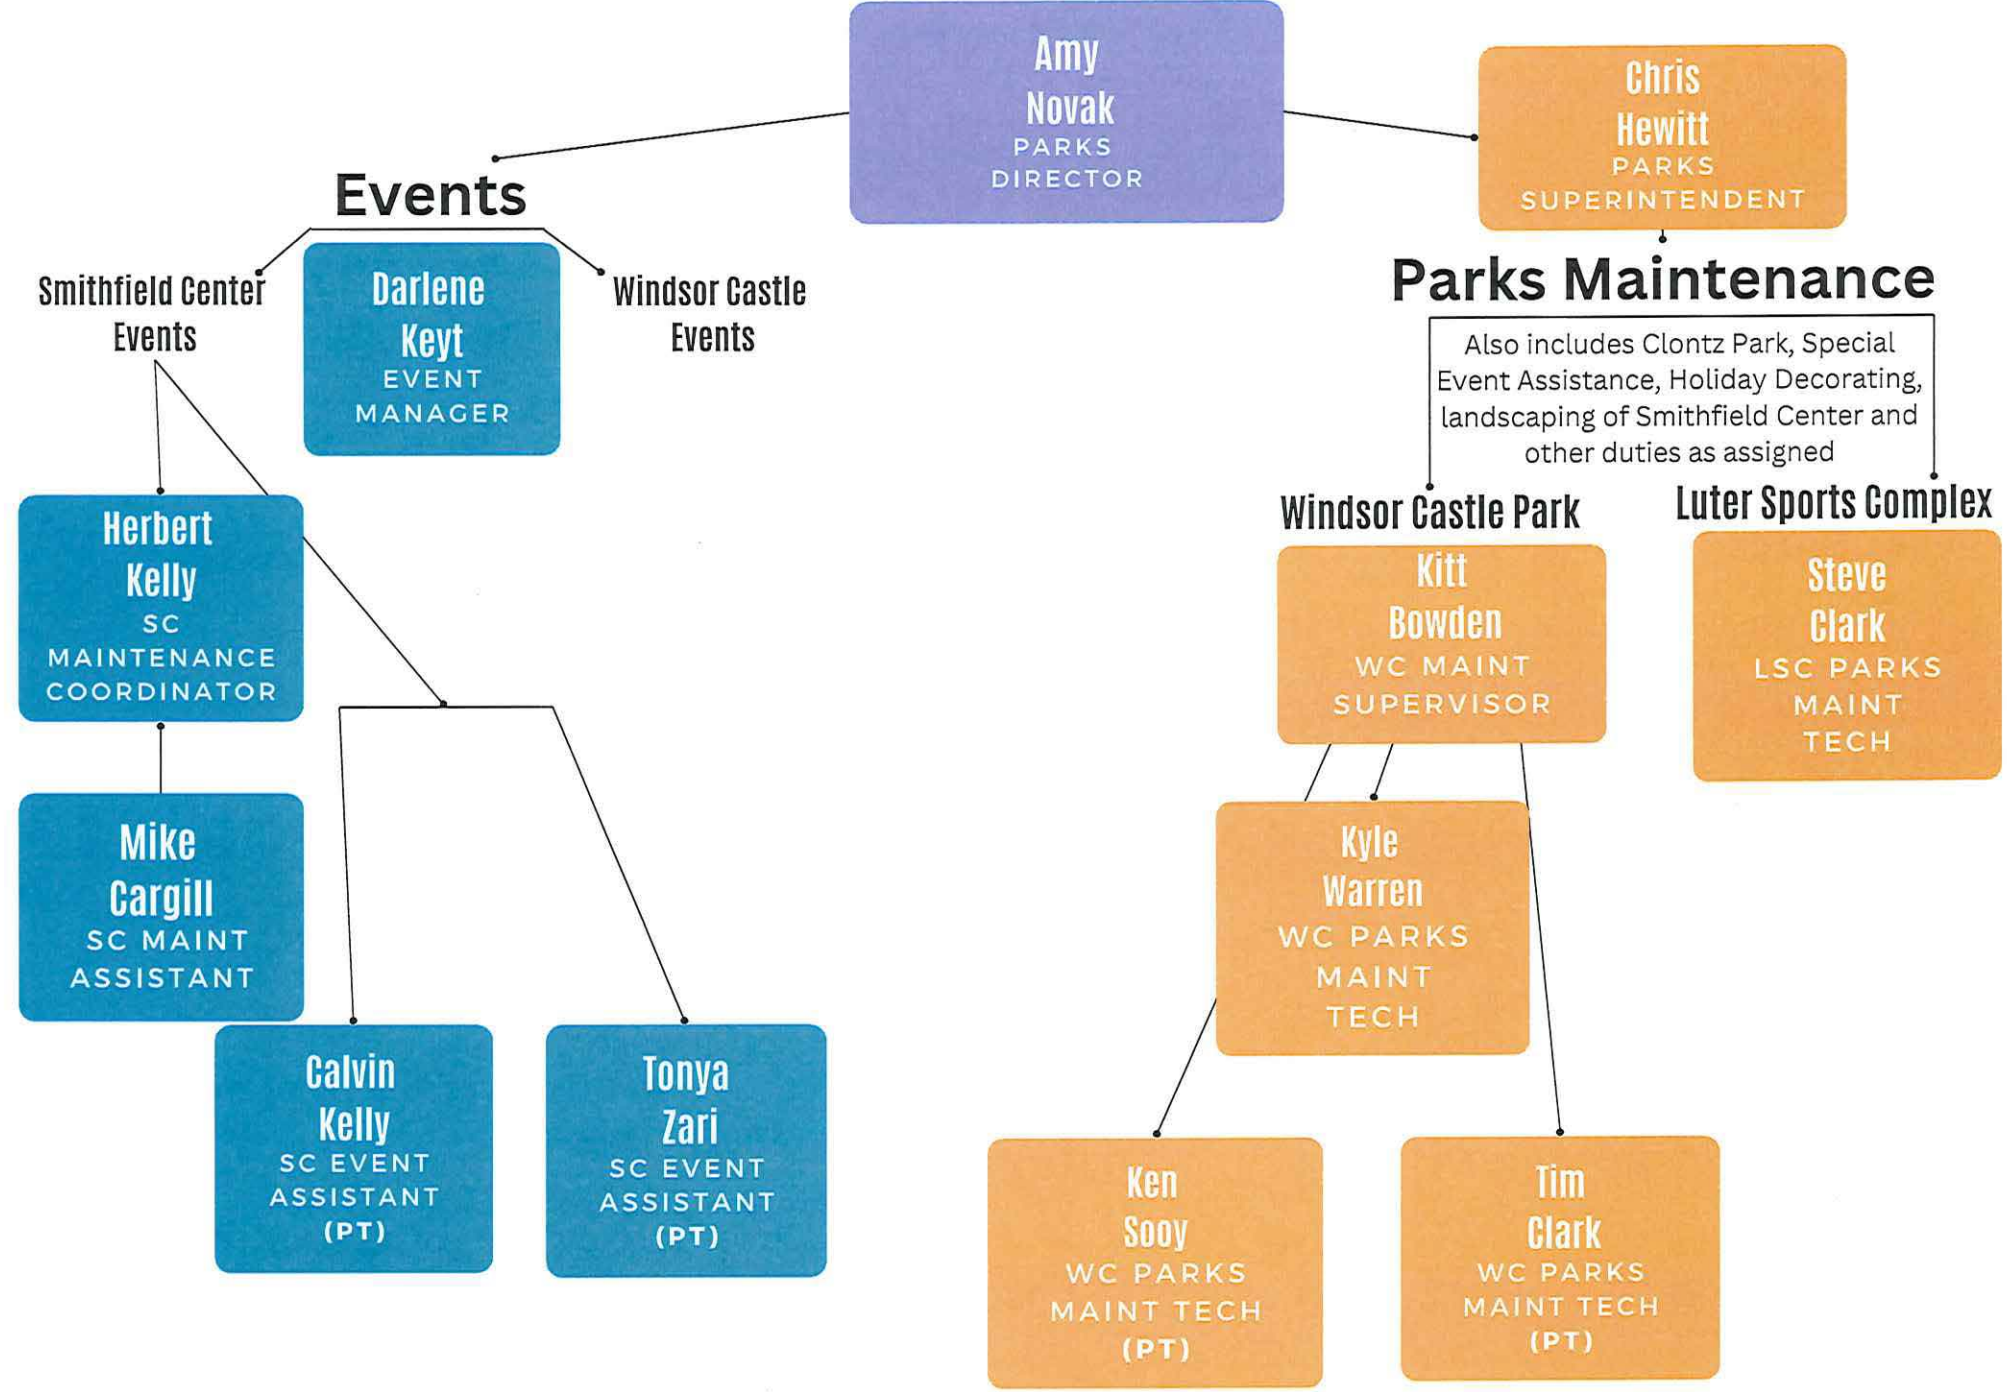 Amy
Novak
PARKS
DIRECTOR
Chris
Hewitt
PARKS
SUPERINTENDENT
Events
Smithfield Center
Events
Darlene
Keyt
EVENT
MANAGER
Windsor Castle
Events
Parks Maintenance
Also includes Clontz Park, Special
Event Assistance, Holiday Decorating,
landscaping of Smithfield Center and
other duties as assigned
Windsor Castle Park
Luter Sports Complex
Herbert
Kelly
SC
MAINTENANCE
COORDINATOR
Kitt
Bowden
WC MAINT
SUPERVISOR
Steve
Clark
LSC PARKS
MAINT
TECH
Mike
Cargill
SC MAINT
ASSISTANT
Kyle
Warren
WC PARKS
MAINT
TECH
Calvin
Kelly
SC EVENT
ASSISTANT
(PT)
Tonya
Zari
SC EVENT
ASSISTANT
(PT)
Ken
Sooy
WC PARKS
MAINT TECH
(PT)
Tim
Clark
WC PARKS
MAINT TECH
(PT)